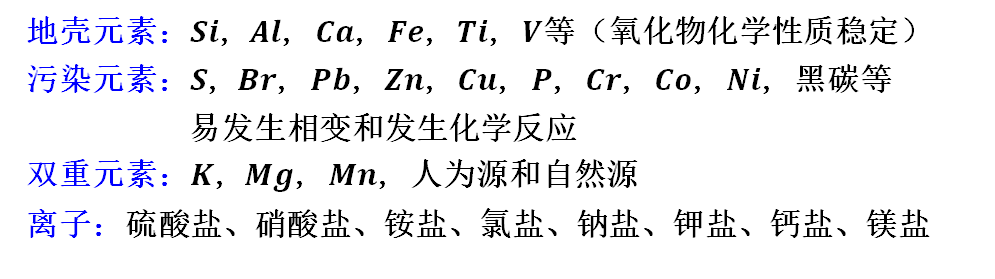 地壳元素：Si，Al，Ca，Fe，Ti，V等（氧化物化学性质稳定）
污染元素：S，Br，Pb，Zn，Cu，P，Cr，Co，Ni，黑碳等
易发生相变和发生化学反应
双重元素：K，Mg，Mn，人为源和自然源
离子：硫酸盐、硝酸盐、铵盐、氯盐、钠盐、钾盐、钙盐、镁盐